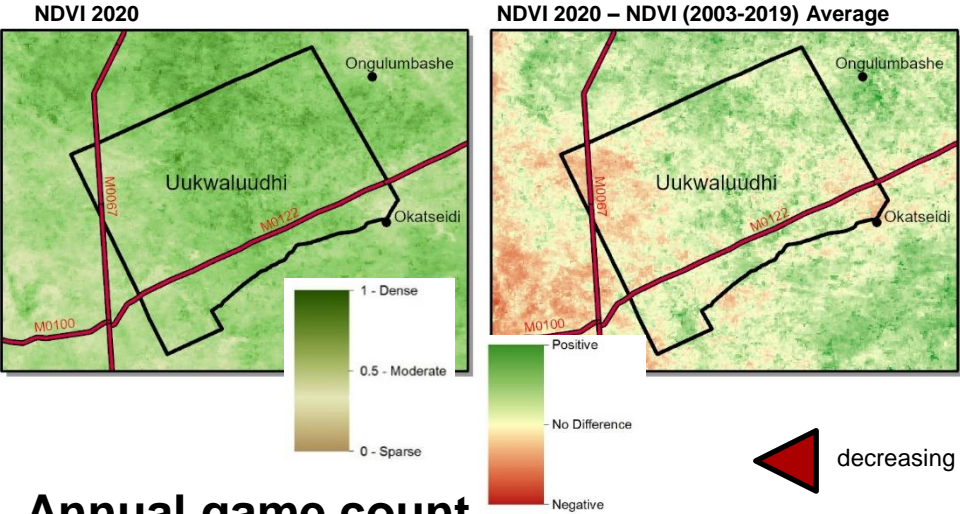 NDVI 2020
Ongulumbashe
Uukwaluudhi
M0067
M0122
Okatseidi
M0100
1 - Dense
0.5 - Moderate
0 - Sparse
NDVI 2020 – NDVI (2003-2019) Average
Ongulumbashe
Uukwaluudhi
M0067
M0122
Okatseidi
M0100
Positive
No Difference
Negative
decreasing
Annual game count